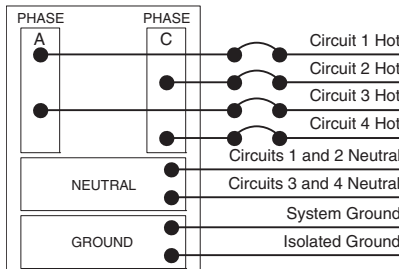 PHASE PHASE
A C
Circuit 1 Hot
Circuit 2 Hot
Circuit 3 Hot
Circuit 4 Hot
Circuits 1 and 2 Neutral
NEUTRAL
Circuits 3 and 4 Neutral
System Ground
GROUND
Isolated Ground